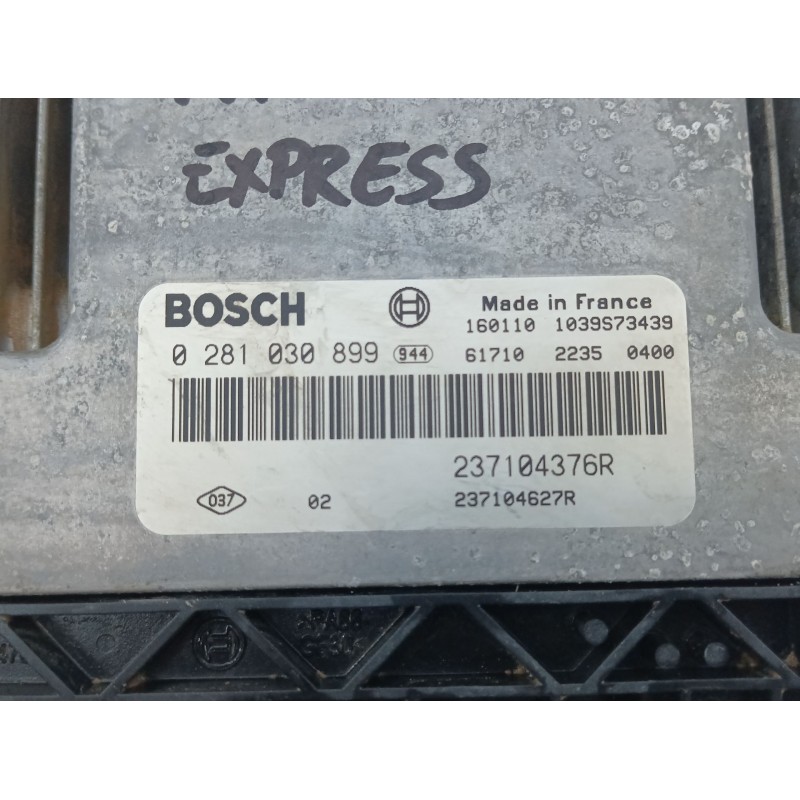 EXPRESS
BOSCH Made in France
160110 1039S73439
0 281 030 899 944 61710 2235 0400
237104376R
037 02 237104627R